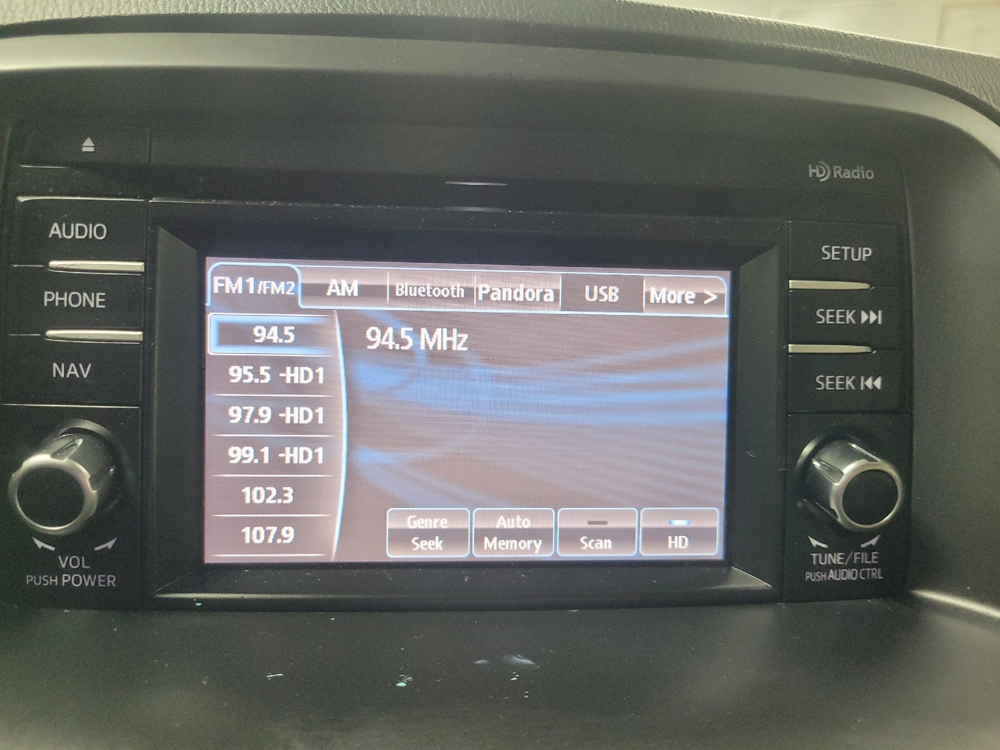 HD Radio
AUDIO
PHONE
NAV
VOL
PUSH POWER
FM1/FM2
AM
Bluetooth
Pandora
USB
More >
94.5
95.5 -HD1
97.9 -HD1
99.1 -HD1
102.3
107.9
94.5 MHz
Genre
Seek
Auto
Memory
Scan
HD
SETUP
SEEK
SEEK
TUNE/FILE
PUSH AUDIO CTRL